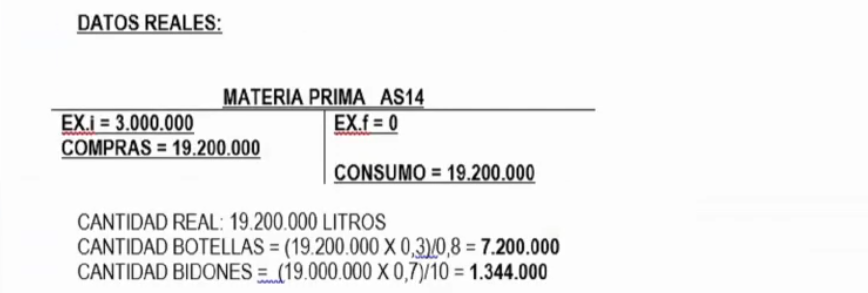 DATOS REALES:
MATERIA PRIMA AS14
EX.i = 3.000.000
EX.f = 0
COMPRAS = 19.200.000
CONSUMO = 19.200.000
CANTIDAD REAL: 19.200.000 LITROS
CANTIDAD BOTELLAS = (19.200.000 X 0,3)/0,8 = 7.200.000
CANTIDAD BIDONES = (19.000.000 X 0,7)/10 = 1.344.000